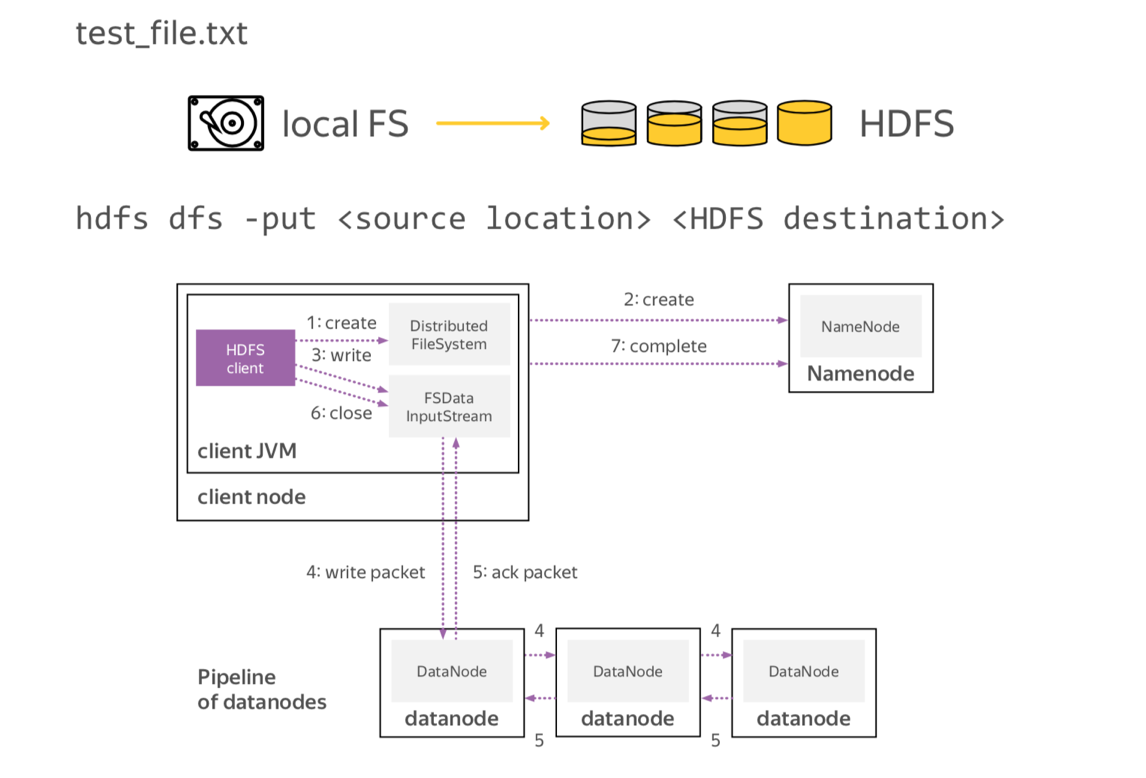 test_file.txt
local FS
HDFS
hdfs dfs -put <source location> <HDFS destination>
HDFS
client
1: create
3: write
6: close
Distributed
FileSystem
FSData
InputStream
client JVM
client node
2: create
7: complete
NameNode
Namenode
4: write packet
5: ack packet
Pipeline
of datanodes
DataNode
datanode
4
5
DataNode
datanode
4
5
DataNode
datanode